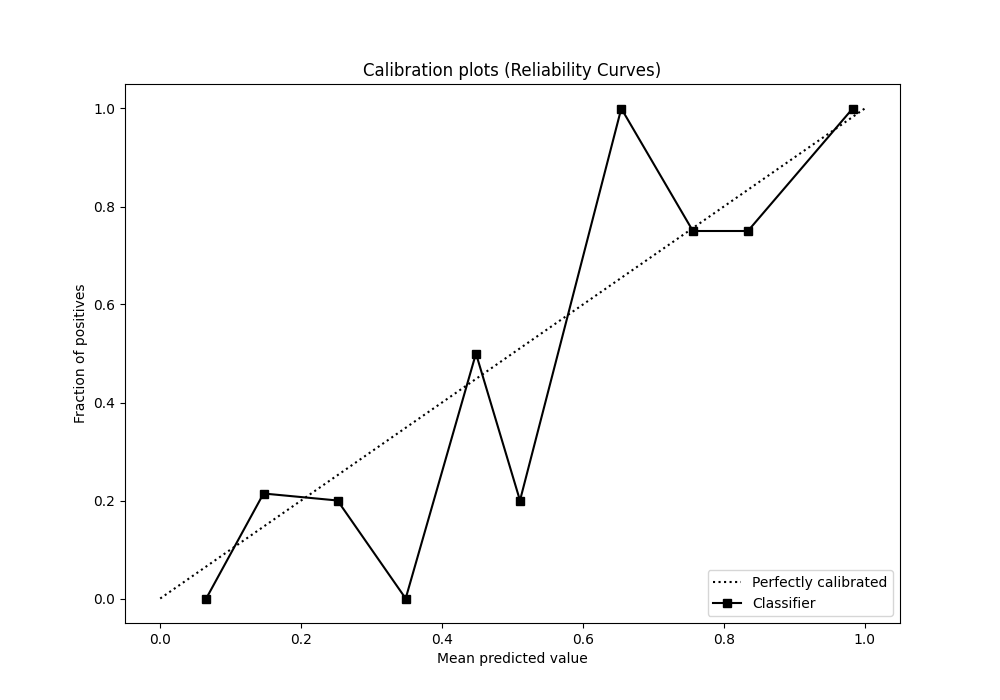 Calibration plots (Reliability Curves)
Fraction of positives
1.0
0.8
0.6
0.4
0.2
0.0
Perfectly calibrated
Classifier
0.0 0.2 0.4 0.6 0.8 1.0
Mean predicted value